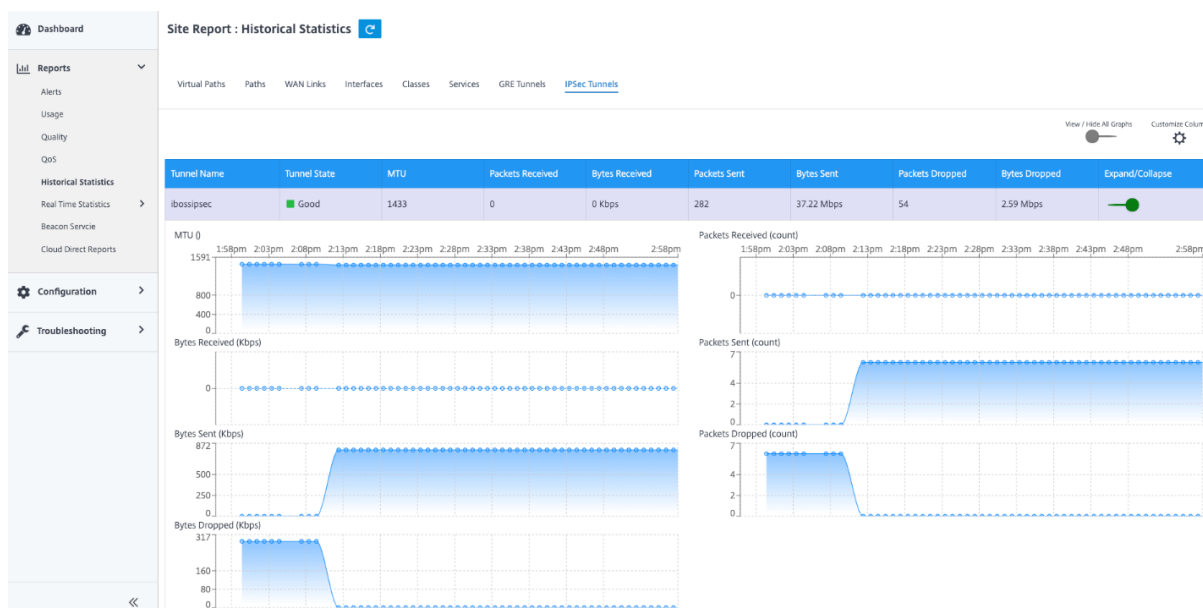 Dashboard
Reports
Alerts
Usage
Quality
QoS
Historical Statistics
Real Time Statistics
Beacon Servcie
Cloud Direct Reports
Configuration
Troubleshooting
Site Report : Historical Statistics
Virtual Paths Paths WAN Links Interfaces Classes Services GRE Tunnels IPSec Tunnels
View / Hide All Graphs Customize Colum
Tunnel Name Tunnel State MTU Packets Received Bytes Received Packets Sent Bytes Sent Packets Dropped Bytes Dropped Expand/Collapse
ibossipsec Good 1433 0 0 Kbps 282 37.22 Mbps 54 2.59 Mbps
MTU ()
1:58pm 2:03pm 2:08pm 2:13pm 2:18pm 2:23pm 2:28pm 2:33pm 2:38pm 2:43pm 2:48pm 2:58pm
1591
800
400
0
Packets Received (count)
1:58pm 2:03pm 2:08pm 2:13pm 2:18pm 2:23pm 2:28pm 2:33pm 2:38pm 2:43pm 2:48pm 2:58pm
0
Bytes Received (Kbps)
0
Packets Sent (count)
7
4
2
0
Bytes Sent (Kbps)
872
500
250
0
Packets Dropped (count)
7
4
2
0
Bytes Dropped (Kbps)
317
160
80
0